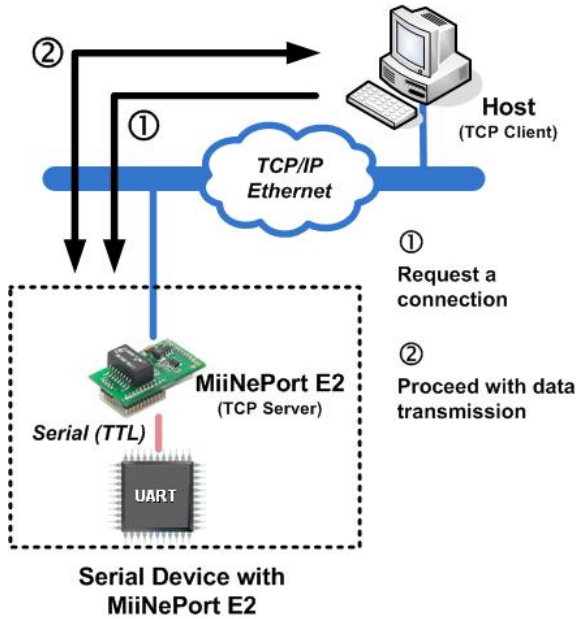 ②
①
Host
(TCP Client)
TCP/IP
Ethernet
①
Request a
connection
②
Proceed with data
transmission
MiiNePort E2
(TCP Server)
Serial (TTL)
UART
Serial Device with
MiiNePort E2